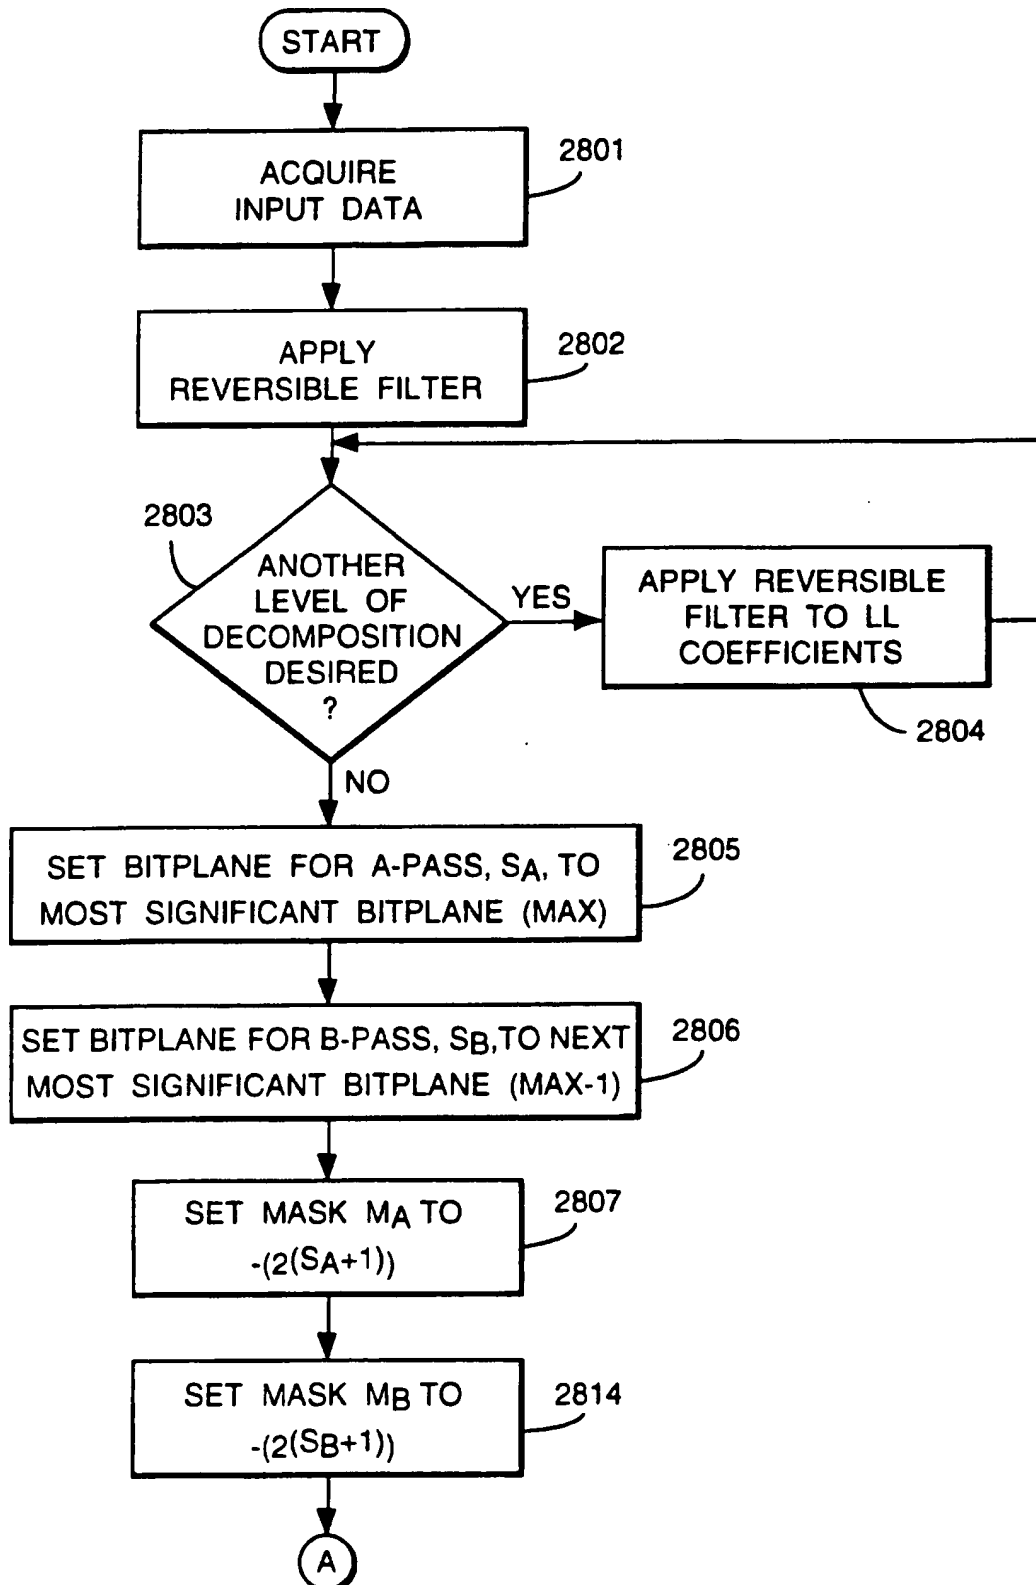 START
ACQUIRE
INPUT DATA
2801
APPLY
REVERSIBLE FILTER
2802
2803
ANOTHER
LEVEL OF
DECOMPOSITION
DESIRED
?
YES
APPLY REVERSIBLE
FILTER TO LL
COEFFICIENTS
2804
NO
SET BITPLANE FOR A-PASS, SA, TO
MOST SIGNIFICANT BITPLANE (MAX)
2805
SET BITPLANE FOR B-PASS, SB, TO NEXT
MOST SIGNIFICANT BITPLANE (MAX-1)
2806
SET MASK MA TO
-(2(SA+1))
2807
SET MASK MB TO
-(2(SB+1))
2814
A